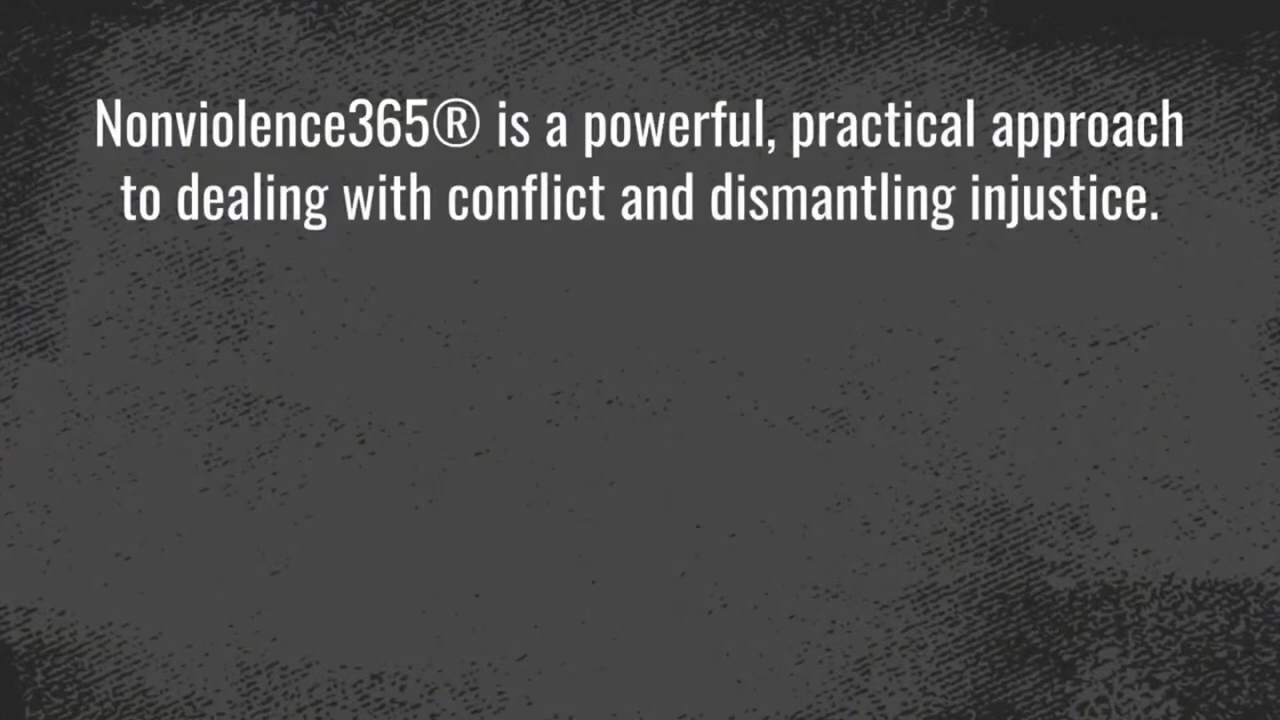 Nonviolence365® is a powerful, practical approach
to dealing with conflict and dismantling injustice.